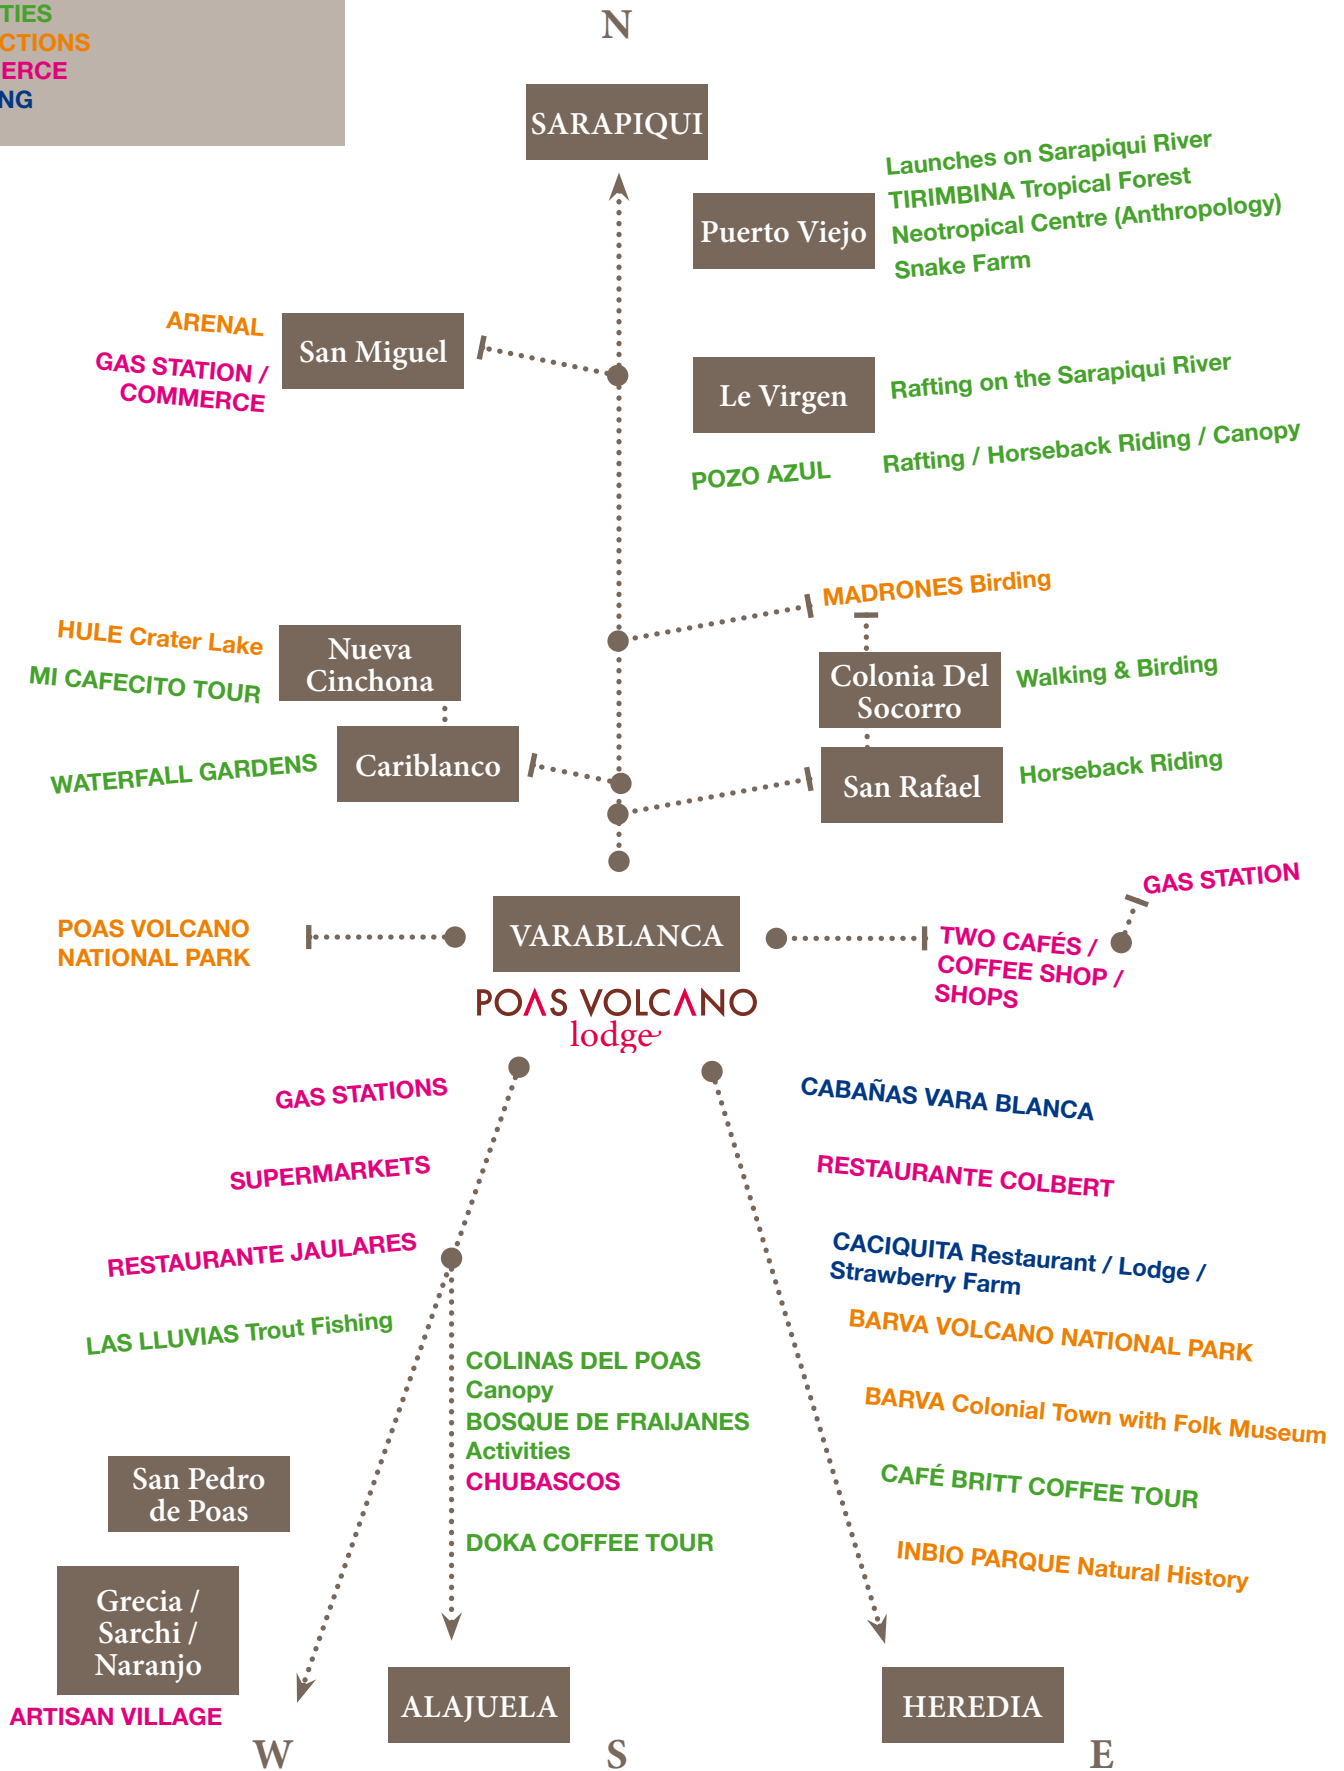 TIES
CTIONS
ERCE
NG
N
SARAPIQUI
Puerto Viejo
Launches on Sarapiqui River
TIRIMBINA Tropical Forest
Neotropical Centre (Anthropology)
Snake Farm
ARENAL
GAS STATION /
COMMERCE
San Miguel
Le Virgen
Rafting on the Sarapiqui River
POZO AZUL
Rafting / Horseback Riding / Canopy
MADRONES Birding
HULE Crater Lake
MI CAFECITO TOUR
Nueva
Cinchona
Colonia Del
Socorro
Walking & Birding
WATERFALL GARDENS
Cariblanco
San Rafael
Horseback Riding
GAS STATION
POAS VOLCANO
NATIONAL PARK
VARABLANCA
TWO CAFÉS /
COFFEE SHOP /
SHOPS
POAS VOLCANO
lodge
GAS STATIONS
SUPERMARKETS
RESTAURANTE JAULARES
LAS LLUVIAS Trout Fishing
CABAÑAS VARA BLANCA
RESTAURANTE COLBERT
CACIQUITA Restaurant / Lodge /
Strawberry Farm
BARVA VOLCANO NATIONAL PARK
BARVA Colonial Town with Folk Museum
CAFÉ BRITT COFFEE TOUR
INBIO PARQUE Natural History
COLINAS DEL POAS
Canopy
BOSQUE DE FRAIJANES
Activities
CHUBASCOS
DOKA COFFEE TOUR
San Pedro
de Poas
Grecia /
Sarchi /
Naranjo
ARTISAN VILLAGE
ALAJUELA
HEREDIA
W
S
E